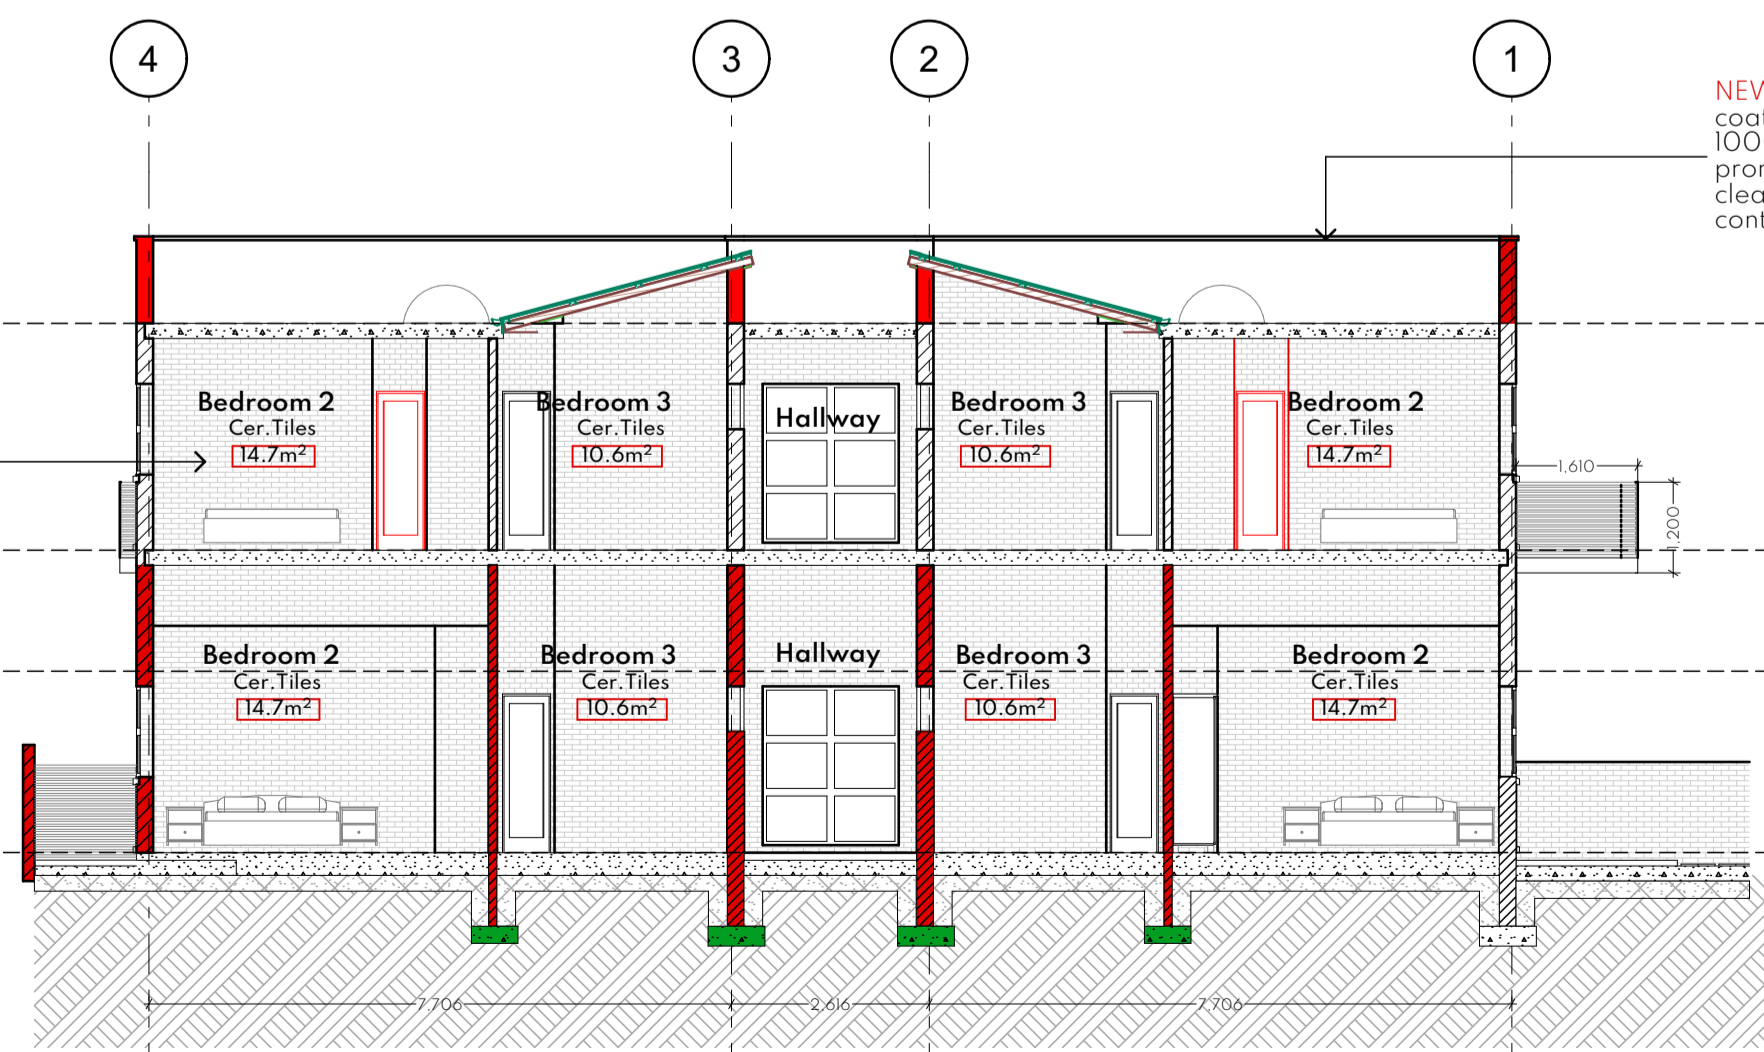 4
3
2
1
NEW
coat
100
pror
clea
cont
Bedroom 2
Cer.Tiles
14.7m²
Bedroom 3
Cer.Tiles
10.6m²
Hallway
Bedroom 3
Cer.Tiles
10.6m²
Bedroom 2
Cer.Tiles
14.7m²
1,610
1,200
Bedroom 2
Cer.Tiles
14.7m²
Bedroom 3
Cer.Tiles
10.6m²
Hallway
Bedroom 3
Cer.Tiles
10.6m²
Bedroom 2
Cer.Tiles
14.7m²
7,706
2,616
7,706